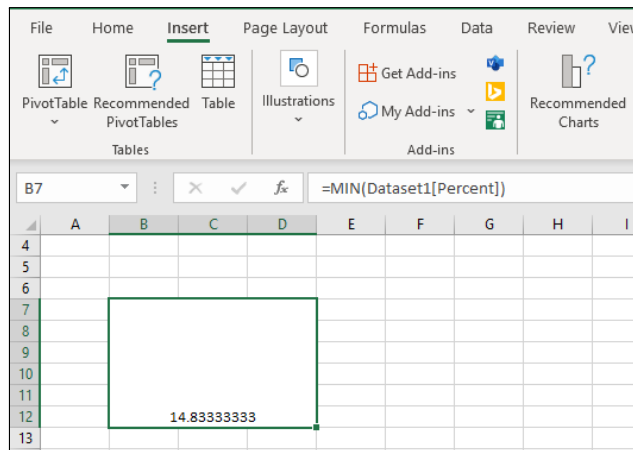 File Home Insert Page Layout Formulas Data Review
PivotTable Recommended PivotTables Table Illustrations Get Add-ins My Add-ins Recommended Charts
Tables Add-ins
B7 fx =MIN(Dataset1[Percent])
A B C D E F G H I
4
5
6
7
8
9
10
11
12 14.83333333
13